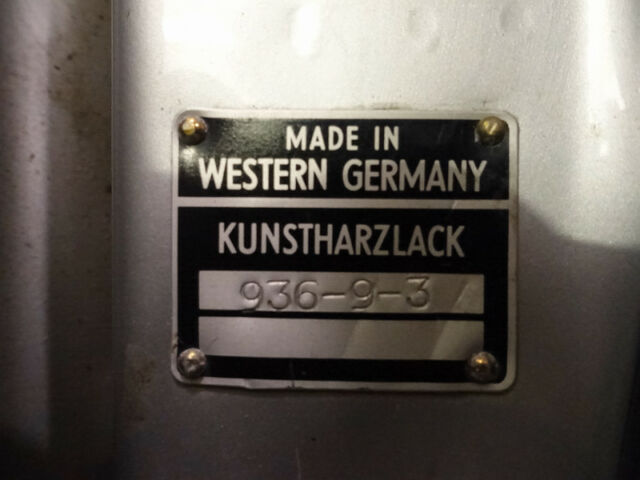 MADE IN
WESTERN GERMANY
KUNSTHARZLACK
936-9-3